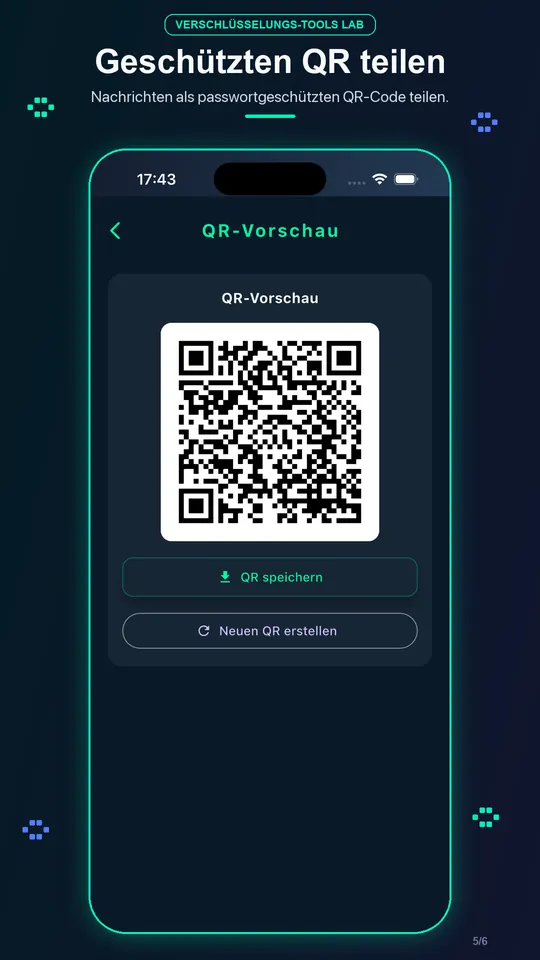 VERSCHLÜSSELUNGS-TOOLS LAB
Geschützten QR teilen
Nachrichten als passwortgeschützten QR-Code teilen.
17:43
QR-Vorschau
QR-Vorschau
QR speichern
Neuen QR erstellen
5/6